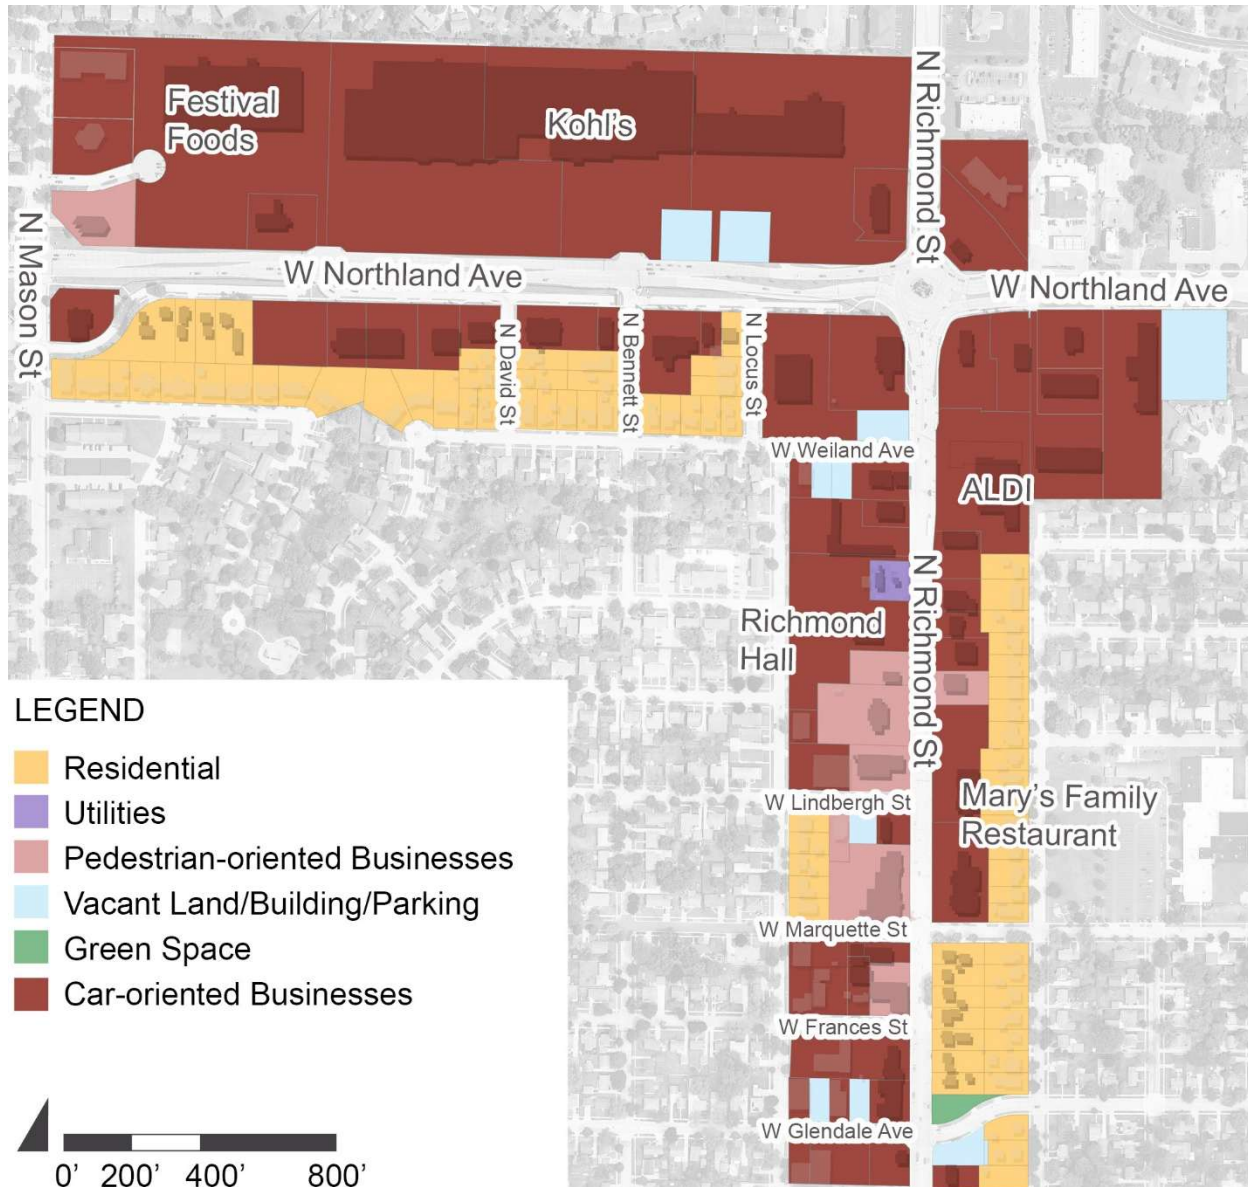 N Richmond St
Festival
Foods
Kohl's
N Mason St
W Northland Ave
W Northland Ave
N David St
N Bennett St
N Locus St
W Weiland Ave
ALDI
N Richmond St
Richmond
Hall
W Lindbergh St
Mary's Family
Restaurant
W Marquette St
W Frances St
W Glendale Ave
LEGEND
Residential
Utilities
Pedestrian-oriented Businesses
Vacant Land/Building/Parking
Green Space
Car-oriented Businesses
0' 200' 400' 800'